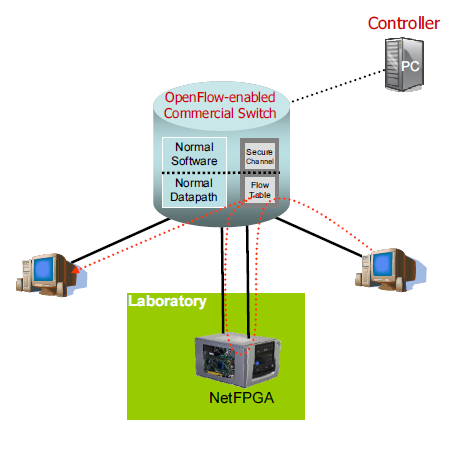 Controller
PC
OpenFlow-enabled
Commercial Switch
Normal
Software
Secure
Channel
Normal
Datapath
Flow
Table
Laboratory
NetFPGA